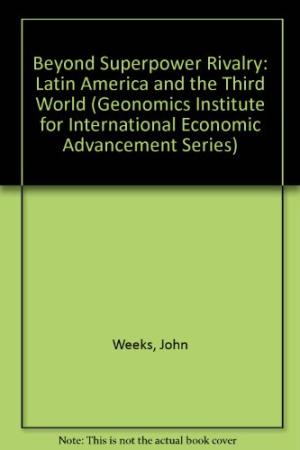 Beyond Superpower Rivalry:
Latin America and the Third
World (Geonomics Institute
for International Economic
Advancement Series)
Weeks, John
Note: This is not the actual book cover